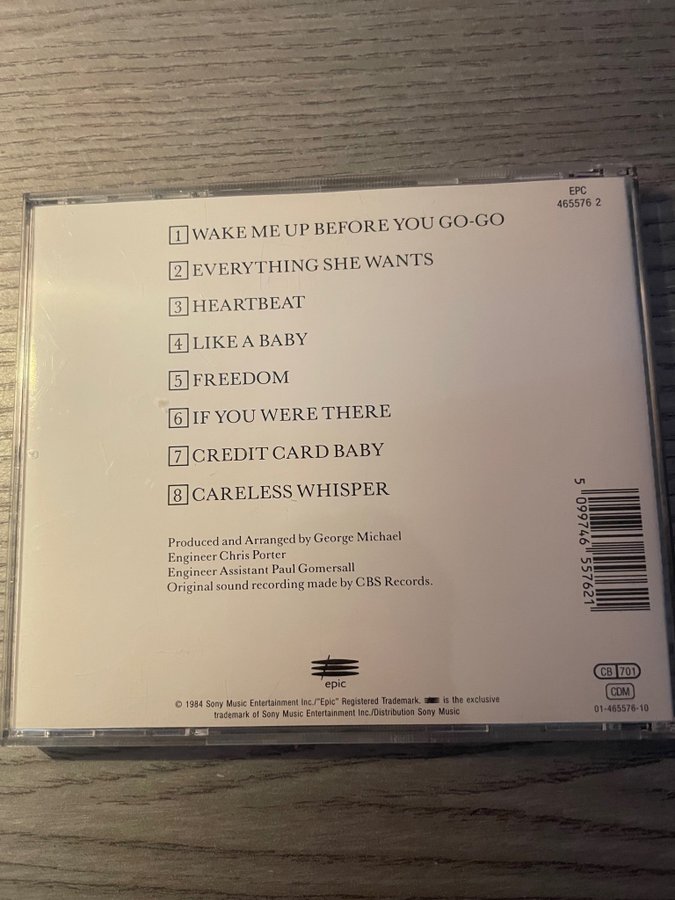 EPC
465576 2
1 WAKE ME UP BEFORE YOU GO-GO
2 EVERYTHING SHE WANTS
3 HEARTBEAT
4 LIKE A BABY
5 FREEDOM
6 IF YOU WERE THERE
7 CREDIT CARD BABY
8 CARELESS WHISPER
Produced and Arranged by George Michael
Engineer Chris Porter
Engineer Assistant Paul Gomersall
Original sound recording made by CBS Records.
5 099746 557621
epic
CB 701
CDM
01-465576-10
© 1984 Sony Music Entertainment Inc./"Epic" Registered Trademark. is the exclusive
trademark of Sony Music Entertainment Inc./Distribution Sony Music